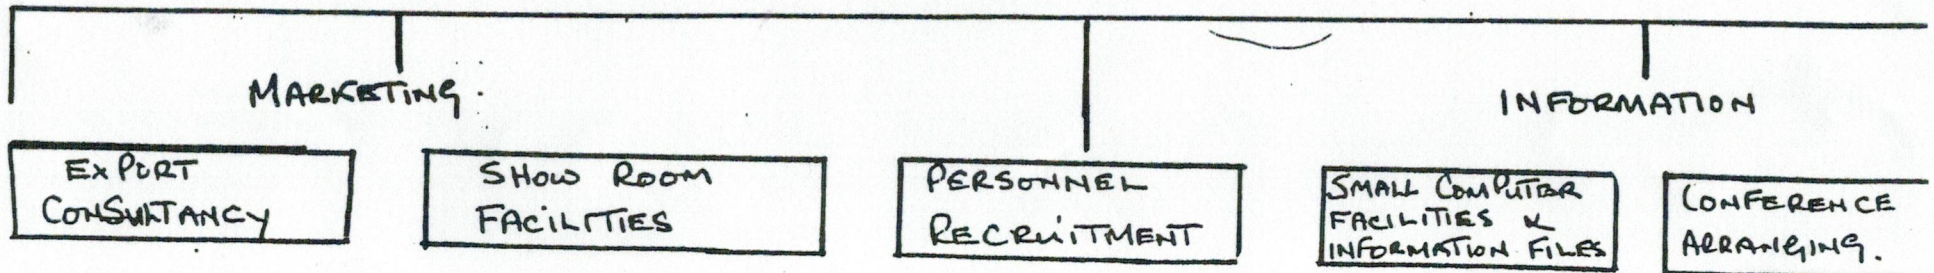 MARKETING.
INFORMATION
EXPORT
CONSULTANCY
SHOW ROOM
FACILITIES
PERSONNEL
RECRUITMENT
SMALL COMPUTER
FACILITIES &
INFORMATION FILES
CONFERENCE
ARRANGING.